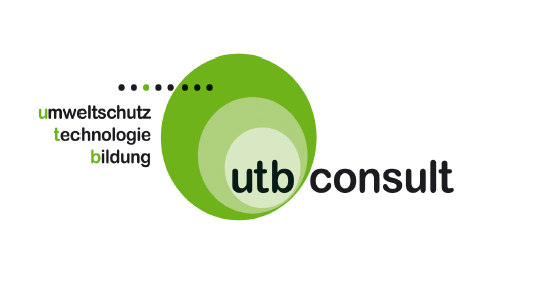 umweltschutz
technologie
bildung
utb consult